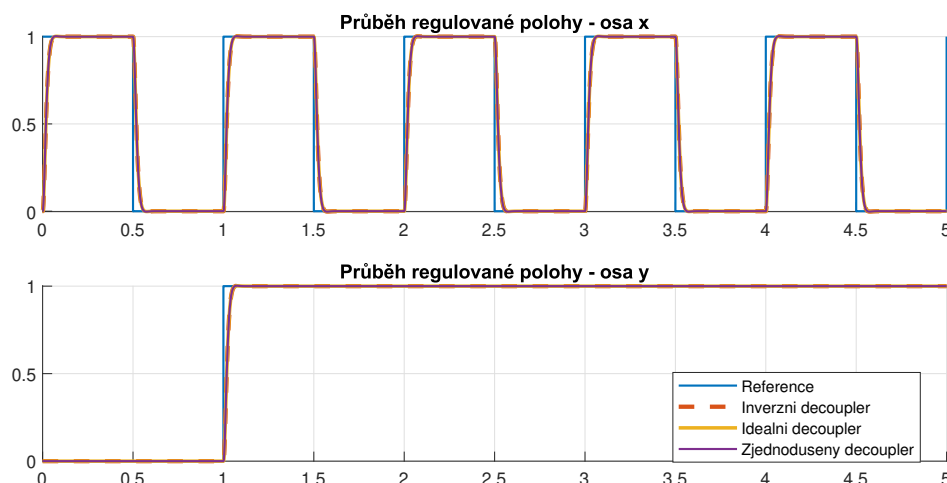 Průběh regulované polohy - osa x
1
0.5
0
0 0.5 1 1.5 2 2.5 3 3.5 4 4.5 5
Průběh regulované polohy - osa y
1
0.5
0
Reference
Inverzni decoupler
Idealni decoupler
Zjednoduseny decoupler
0 0.5 1 1.5 2 2.5 3 3.5 4 4.5 5